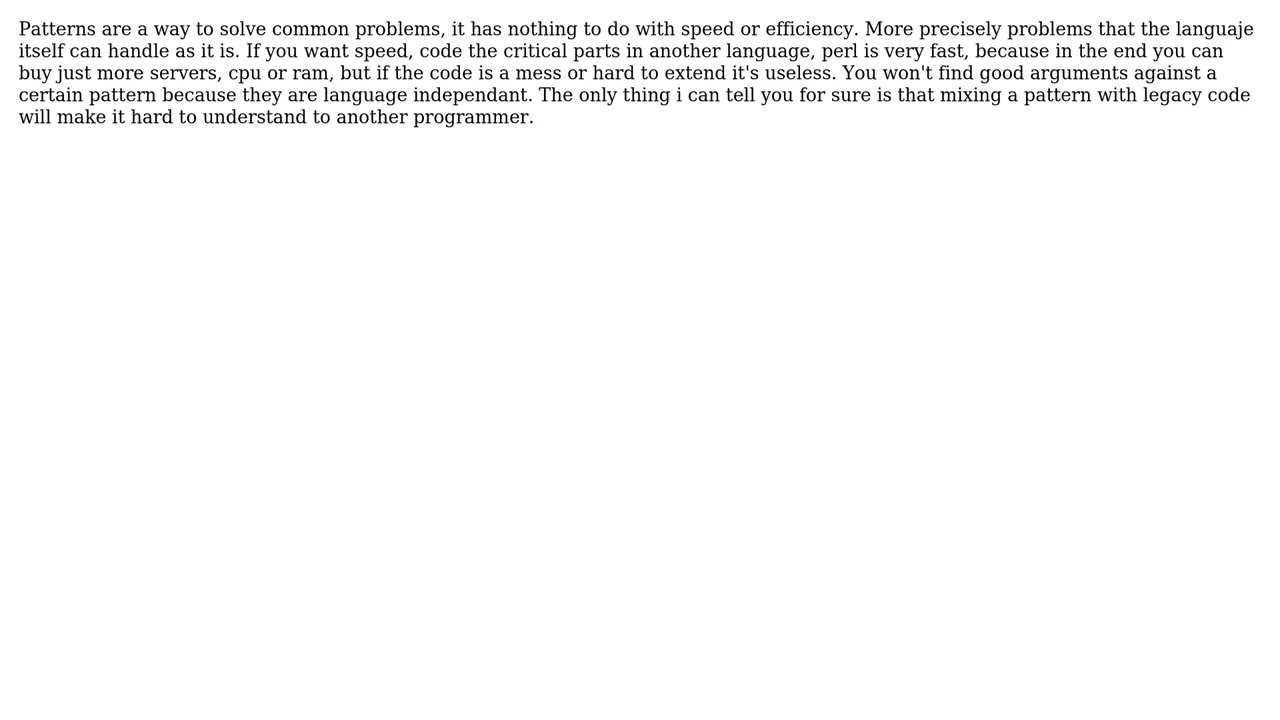 Patterns are a way to solve common problems, it has nothing to do with speed or efficiency. More precisely problems that the languaje
itself can handle as it is. If you want speed, code the critical parts in another language, perl is very fast, because in the end you can
buy just more servers, cpu or ram, but if the code is a mess or hard to extend it's useless. You won't find good arguments against a
certain pattern because they are language independant. The only thing i can tell you for sure is that mixing a pattern with legacy code
will make it hard to understand to another programmer.